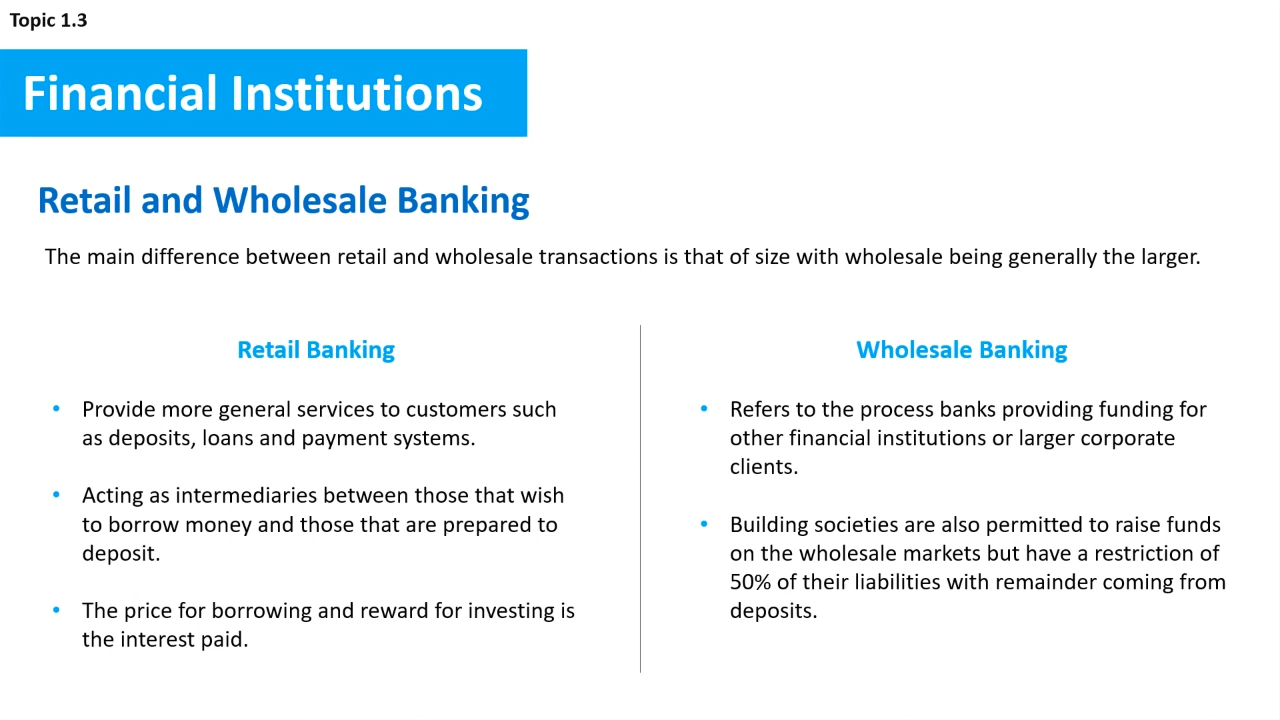 Topic 1.3
Financial Institutions
Retail and Wholesale Banking
The main difference between retail and wholesale transactions is that of size with wholesale being generally the larger.
Retail Banking
• Provide more general services to customers such
as deposits, loans and payment systems.
• Acting as intermediaries between those that wish
to borrow money and those that are prepared to
deposit.
• The price for borrowing and reward for investing is
the interest paid.
Wholesale Banking
• Refers to the process banks providing funding for
other financial institutions or larger corporate
clients.
• Building societies are also permitted to raise funds
on the wholesale markets but have a restriction of
50% of their liabilities with remainder coming from
deposits.